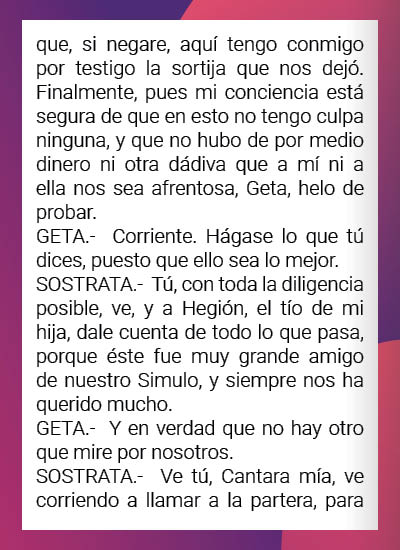 que, si negare, aquí tengo conmigo
por testigo la sortija que nos dejó.
Finalmente, pues mi conciencia está
segura de que en esto no tengo culpa
ninguna, y que no hubo de por medio
dinero ni otra dádiva que a mí ni a
ella nos sea afrentosa, Geta, helo de
probar.
GETA.- Corriente. Hágase lo que tú
dices, puesto que ello sea lo mejor.
SOSTRATA.- Tú, con toda la diligencia
posible, ve, y a Hegión, el tío de mi
hija, dale cuenta de todo lo que pasa,
porque éste fue muy grande amigo
de nuestro Simulo, y siempre nos ha
querido mucho.
GETA.- Y en verdad que no hay otro
que mire por nosotros.
SOSTRATA.- Ve tú, Cantara mía, ve
corriendo a llamar a la partera, para